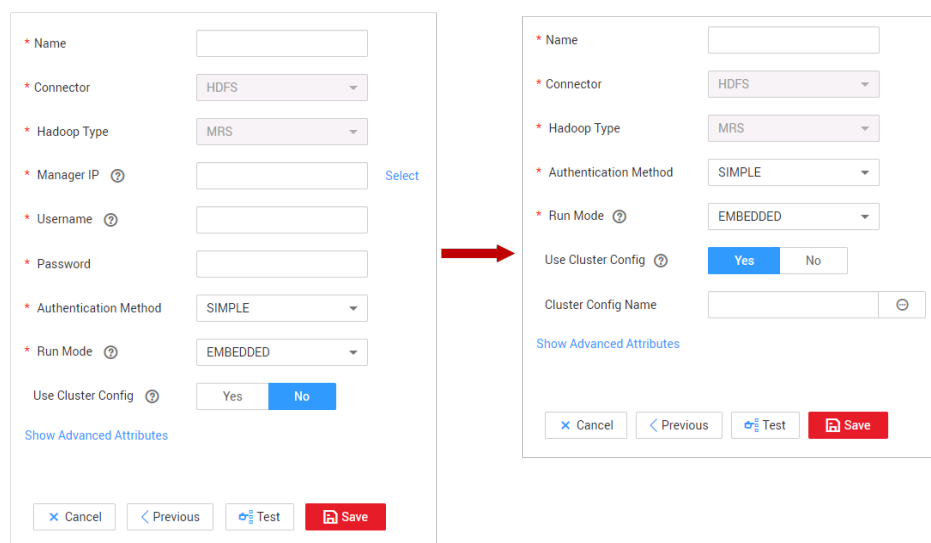 * Name
* Connector HDFS
* Hadoop Type MRS
* Manager IP ? Select
* Username ?
* Password
* Authentication Method SIMPLE
* Run Mode ? EMBEDDED
Use Cluster Config ? Yes No
Show Advanced Attributes
Cancel Previous Test Save
* Name
* Connector HDFS
* Hadoop Type MRS
* Authentication Method SIMPLE
* Run Mode ? EMBEDDED
Use Cluster Config ? Yes No
Cluster Config Name
Show Advanced Attributes
Cancel Previous Test Save